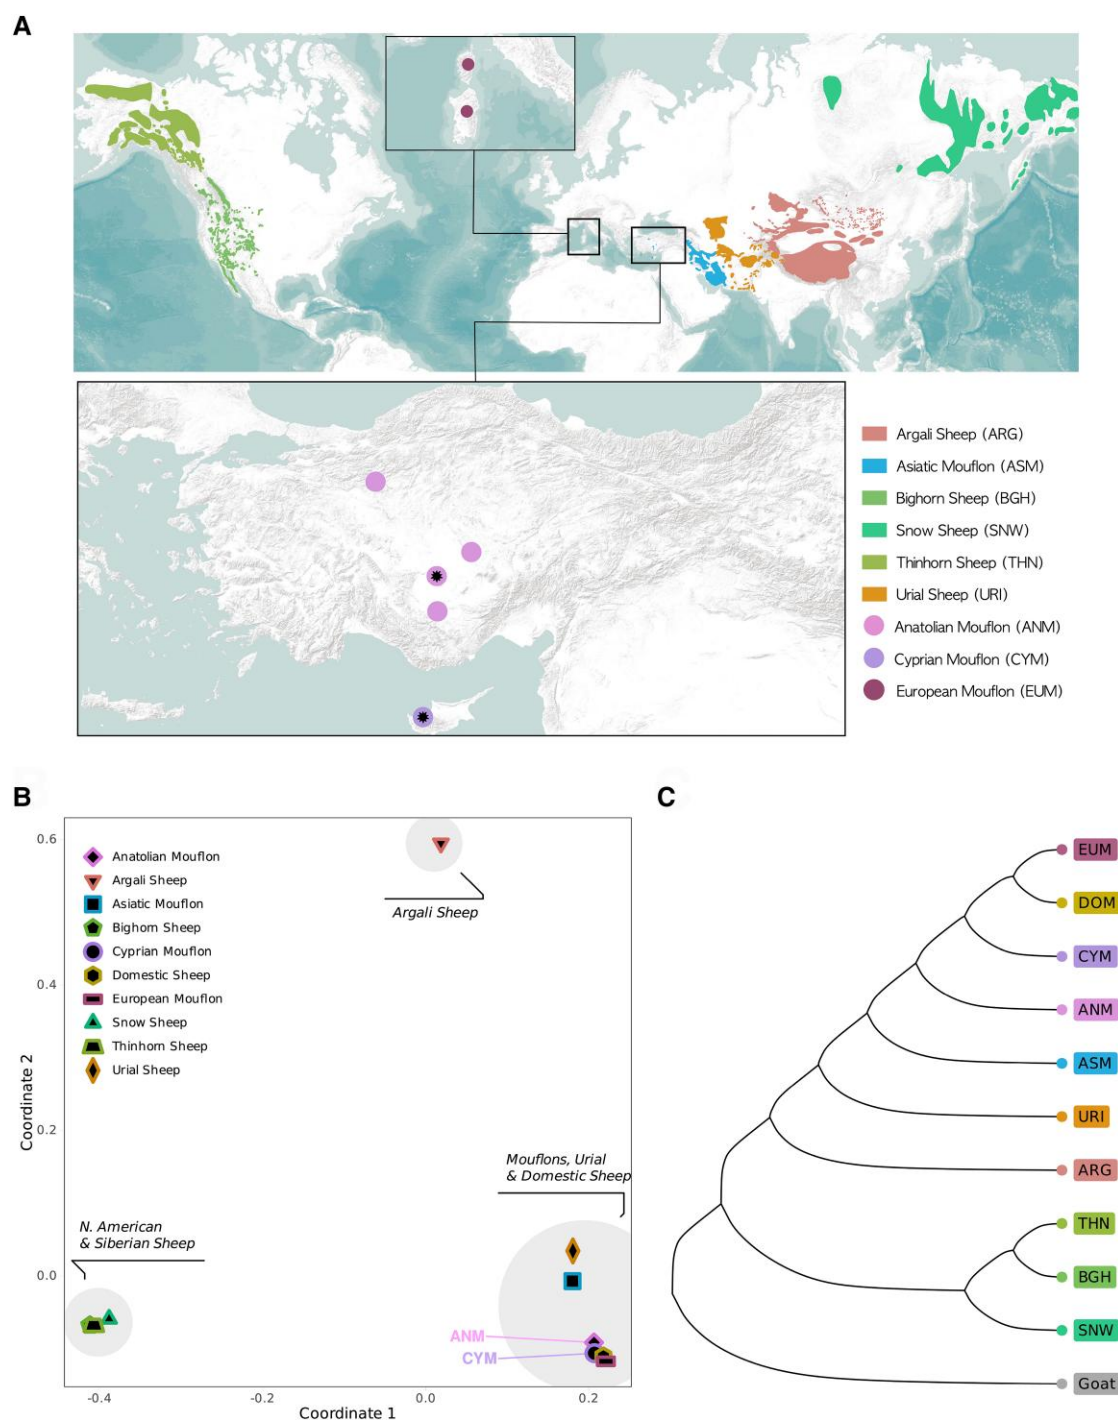 A
Argali Sheep (ARG)
Asiatic Mouflon (ASM)
Bighorn Sheep (BGH)
Snow Sheep (SNW)
Thinhorn Sheep (THN)
Urial Sheep (URI)
Anatolian Mouflon (ANM)
Cyprian Mouflon (CYM)
European Mouflon (EUM)
B
Coordinate 2
0.6
0.4
0.2
0.0
Anatolian Mouflon
Argali Sheep
Asiatic Mouflon
Bighorn Sheep
Cyprian Mouflon
Domestic Sheep
European Mouflon
Snow Sheep
Thinhorn Sheep
Urial Sheep
Argali Sheep
Mouflons, Urial
& Domestic Sheep
N. American
& Siberian Sheep
ANM
CYM
-0.4
-0.2
0.0
0.2
Coordinate 1
C
EUM
DOM
CYM
ANM
ASM
URI
ARG
THN
BGH
SNW
Goat